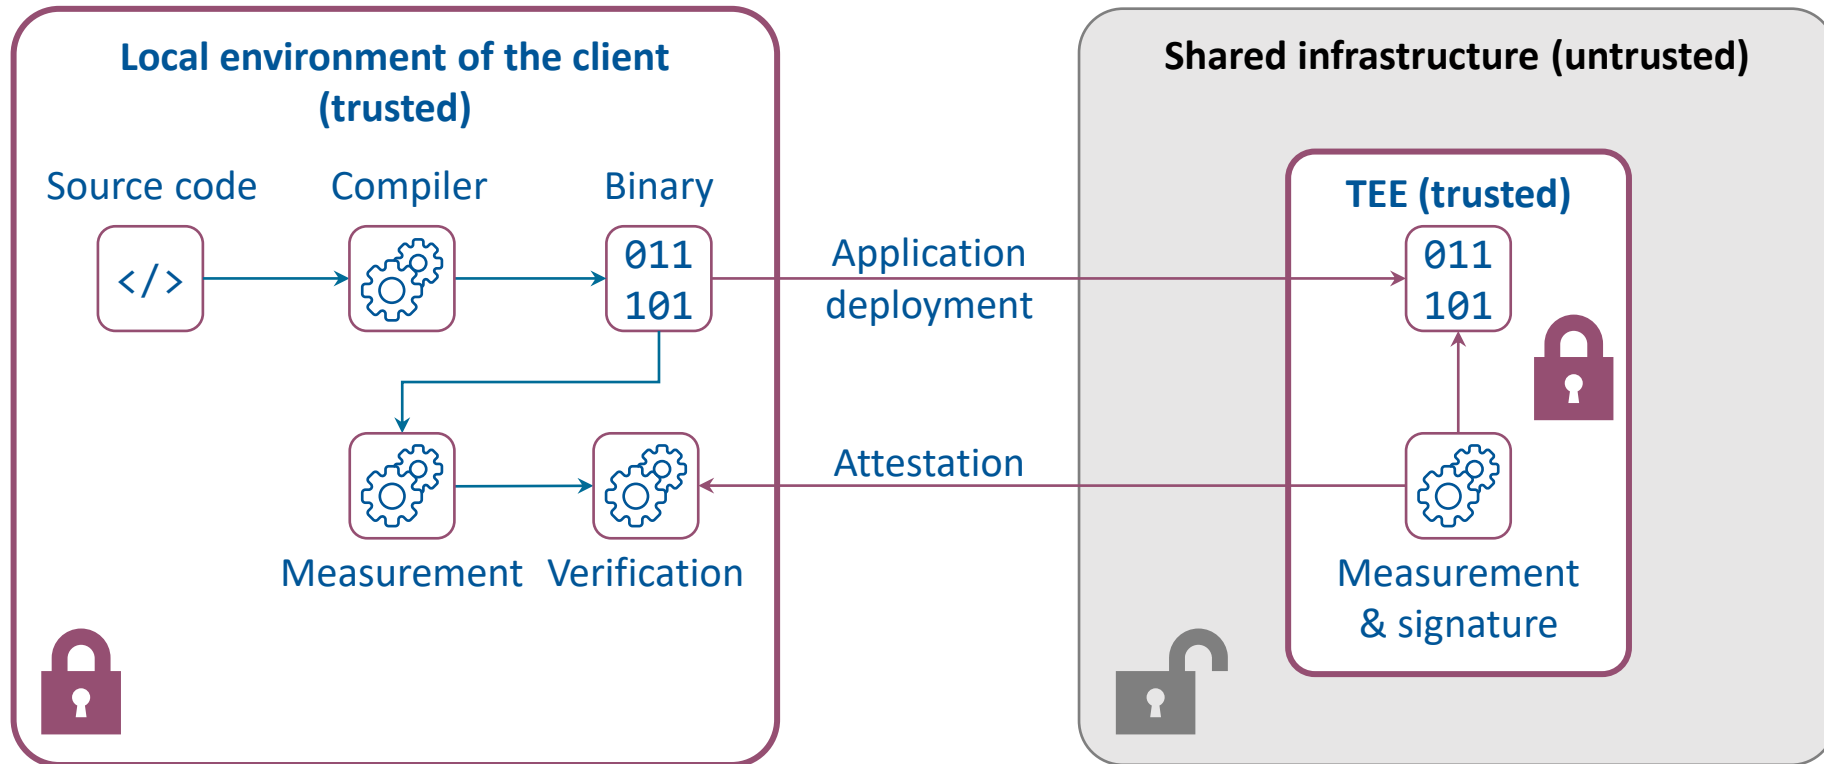 Local environment of the client
(trusted)
Source code
Compiler
Binary
</>
011
101
Measurement
Verification
Application
deployment
Attestation
Shared infrastructure (untrusted)
TEE (trusted)
011
101
Measurement
& signature